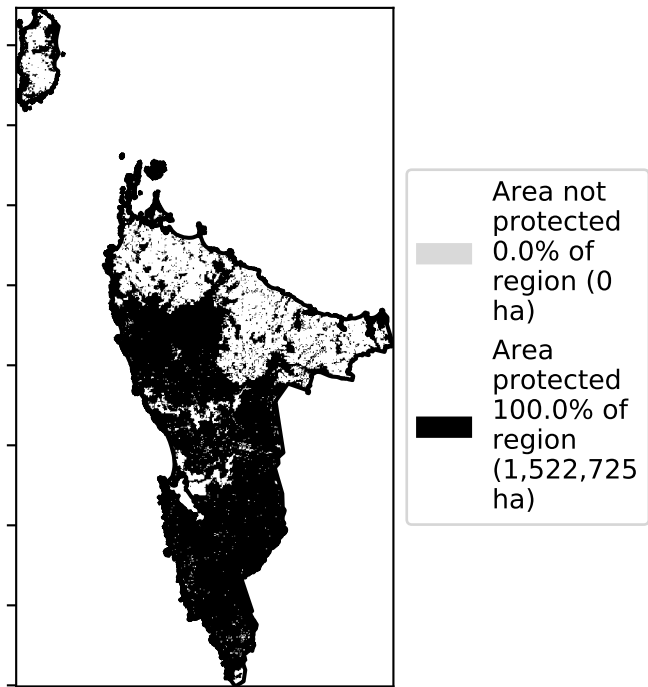 Area not
protected
0.0% of
region (0
ha)
Area
protected
100.0% of
region
(1,522,725
ha)